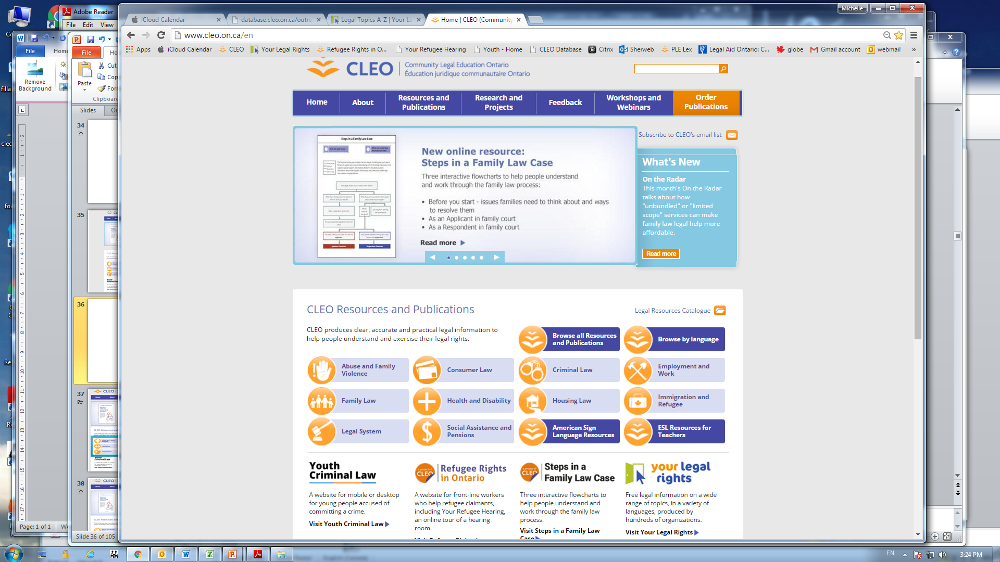 Adobe Reader
Michelle
iCloud Calendar
database.cleo.on.ca/outre
Legal Topics A-Z | Your Le
Home | CLEO (Community
File Edit View
www.cleo.on.ca/en
Apps iCloud Calendar CLEO Your Legal Rights Refugee Rights in O... Your Refugee Hearing Youth - Home CLEO Database Citrix Sherweb PLE Lex Legal Aid Ontario: C... globe Gmail account webmail »
File Home
File
Remove
Background
Paste
Cut
Clipboard
Slides
34
35
36
37
38
Page: 1 of 1
Slide 36 of 105
CLEO
Community Legal Education Ontario
Éducation juridique communautaire Ontario
Home
About
Resources and
Publications
Research and
Projects
Feedback
Workshops and
Webinars
Order
Publications
Steps in a Family Law Case
New online resource:
Steps in a Family Law Case
Three interactive flowcharts to help people understand
and work through the family law process:
• Before you start - issues families need to think about and ways
to resolve them
• As an Applicant in family court
• As a Respondent in family court
Read more
Subscribe to CLEO's email list
What's New
On the Radar
This month's On the Radar
talks about how
"unbundled" or "limited
scope" services can make
family law legal help more
affordable.
Read more
CLEO Resources and Publications
Legal Resources Catalogue
CLEO produces clear, accurate and practical legal information to
help people understand and exercise their legal rights.
Browse all Resources
and Publications
Browse by language
Abuse and Family
Violence
Consumer Law
Criminal Law
Employment and
Work
Family Law
Health and Disability
Housing Law
Immigration and
Refugee
Legal System
Social Assistance and
Pensions
American Sign
Language Resources
ESL Resources for
Teachers
Youth
Criminal Law
A website for mobile or desktop
for young people accused of
committing a crime.
Visit Youth Criminal Law
a project of
CLEO
Refugee Rights
in Ontario
A website for front-line workers
who help refugee claimants,
including Your Refugee Hearing,
an online tour of a hearing
room.
a project of
CLEO
Steps in a
Family Law Case
Three interactive flowcharts to
help people understand and
work through the family law
process.
Visit Steps in a Family Law
Case
your legal
rights
Free legal information on a wide
range of topics, in a variety of
languages, produced by
hundreds of organizations.
Visit Your Legal Rights
EN
3:24 PM